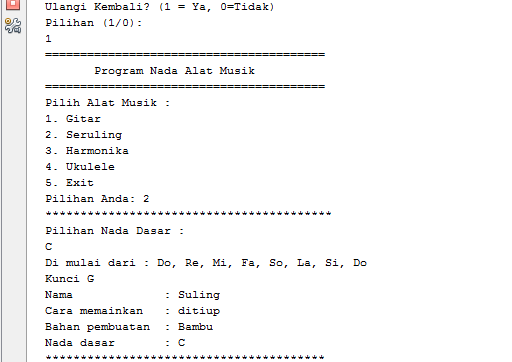 Ulangi Kembali? (1 = Ya, 0=Tidak)
Pilihan (1/0):
1
========================================
Program Nada Alat Musik
========================================
Pilih Alat Musik :
1. Gitar
2. Seruling
3. Harmonika
4. Ukulele
5. Exit
Pilihan Anda: 2
*****************************************
Pilihan Nada Dasar :
C
Di mulai dari : Do, Re, Mi, Fa, So, La, Si, Do
Kunci G
Nama             : Suling
Cara memainkan   : ditiup
Bahan pembuatan  : Bambu
Nada dasar       : C
****************************************